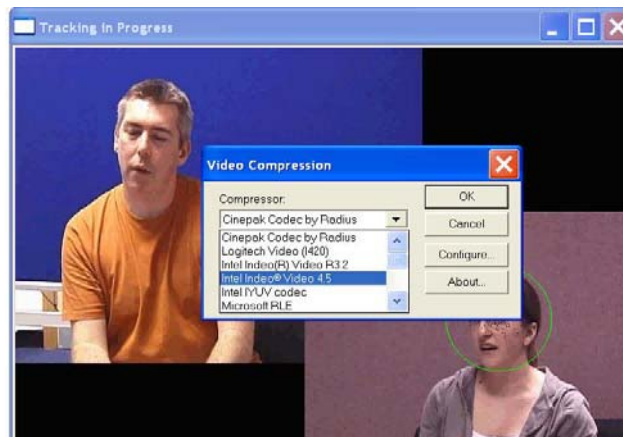 Tracking in Progress
Video Compression
Compressor:
Cinepak Codec by Radius
Cinepak Codec by Radius
Logitech Video (I420)
Intel Indeo(R) Video R3.2
Intel Indeo® Video 4.5
Intel IYUV codec
Microsoft RLE
OK
Cancel
Configure...
About...